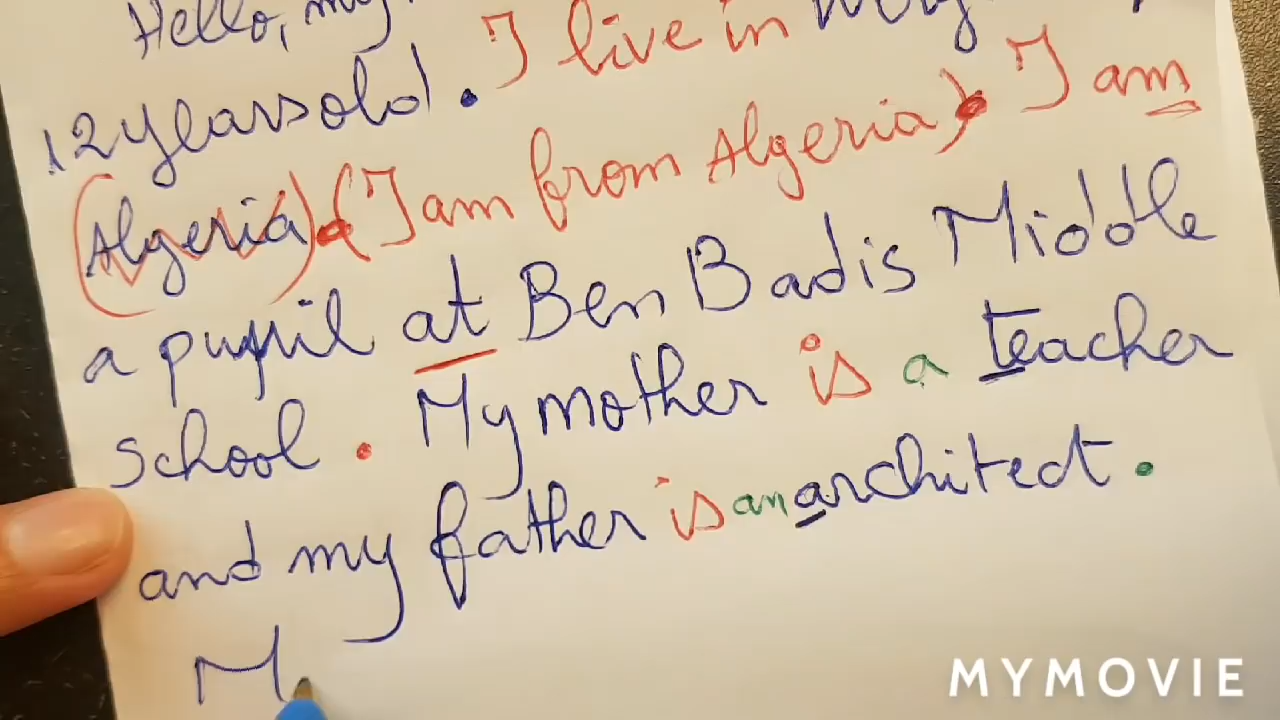 Hello, my
12 years old. I live in
(Algeria). (I am from Algeria). I am
a pupil at Ben Badis Middle
school. My mother is a teacher
and my father is an architect.
M
MYMOVIE